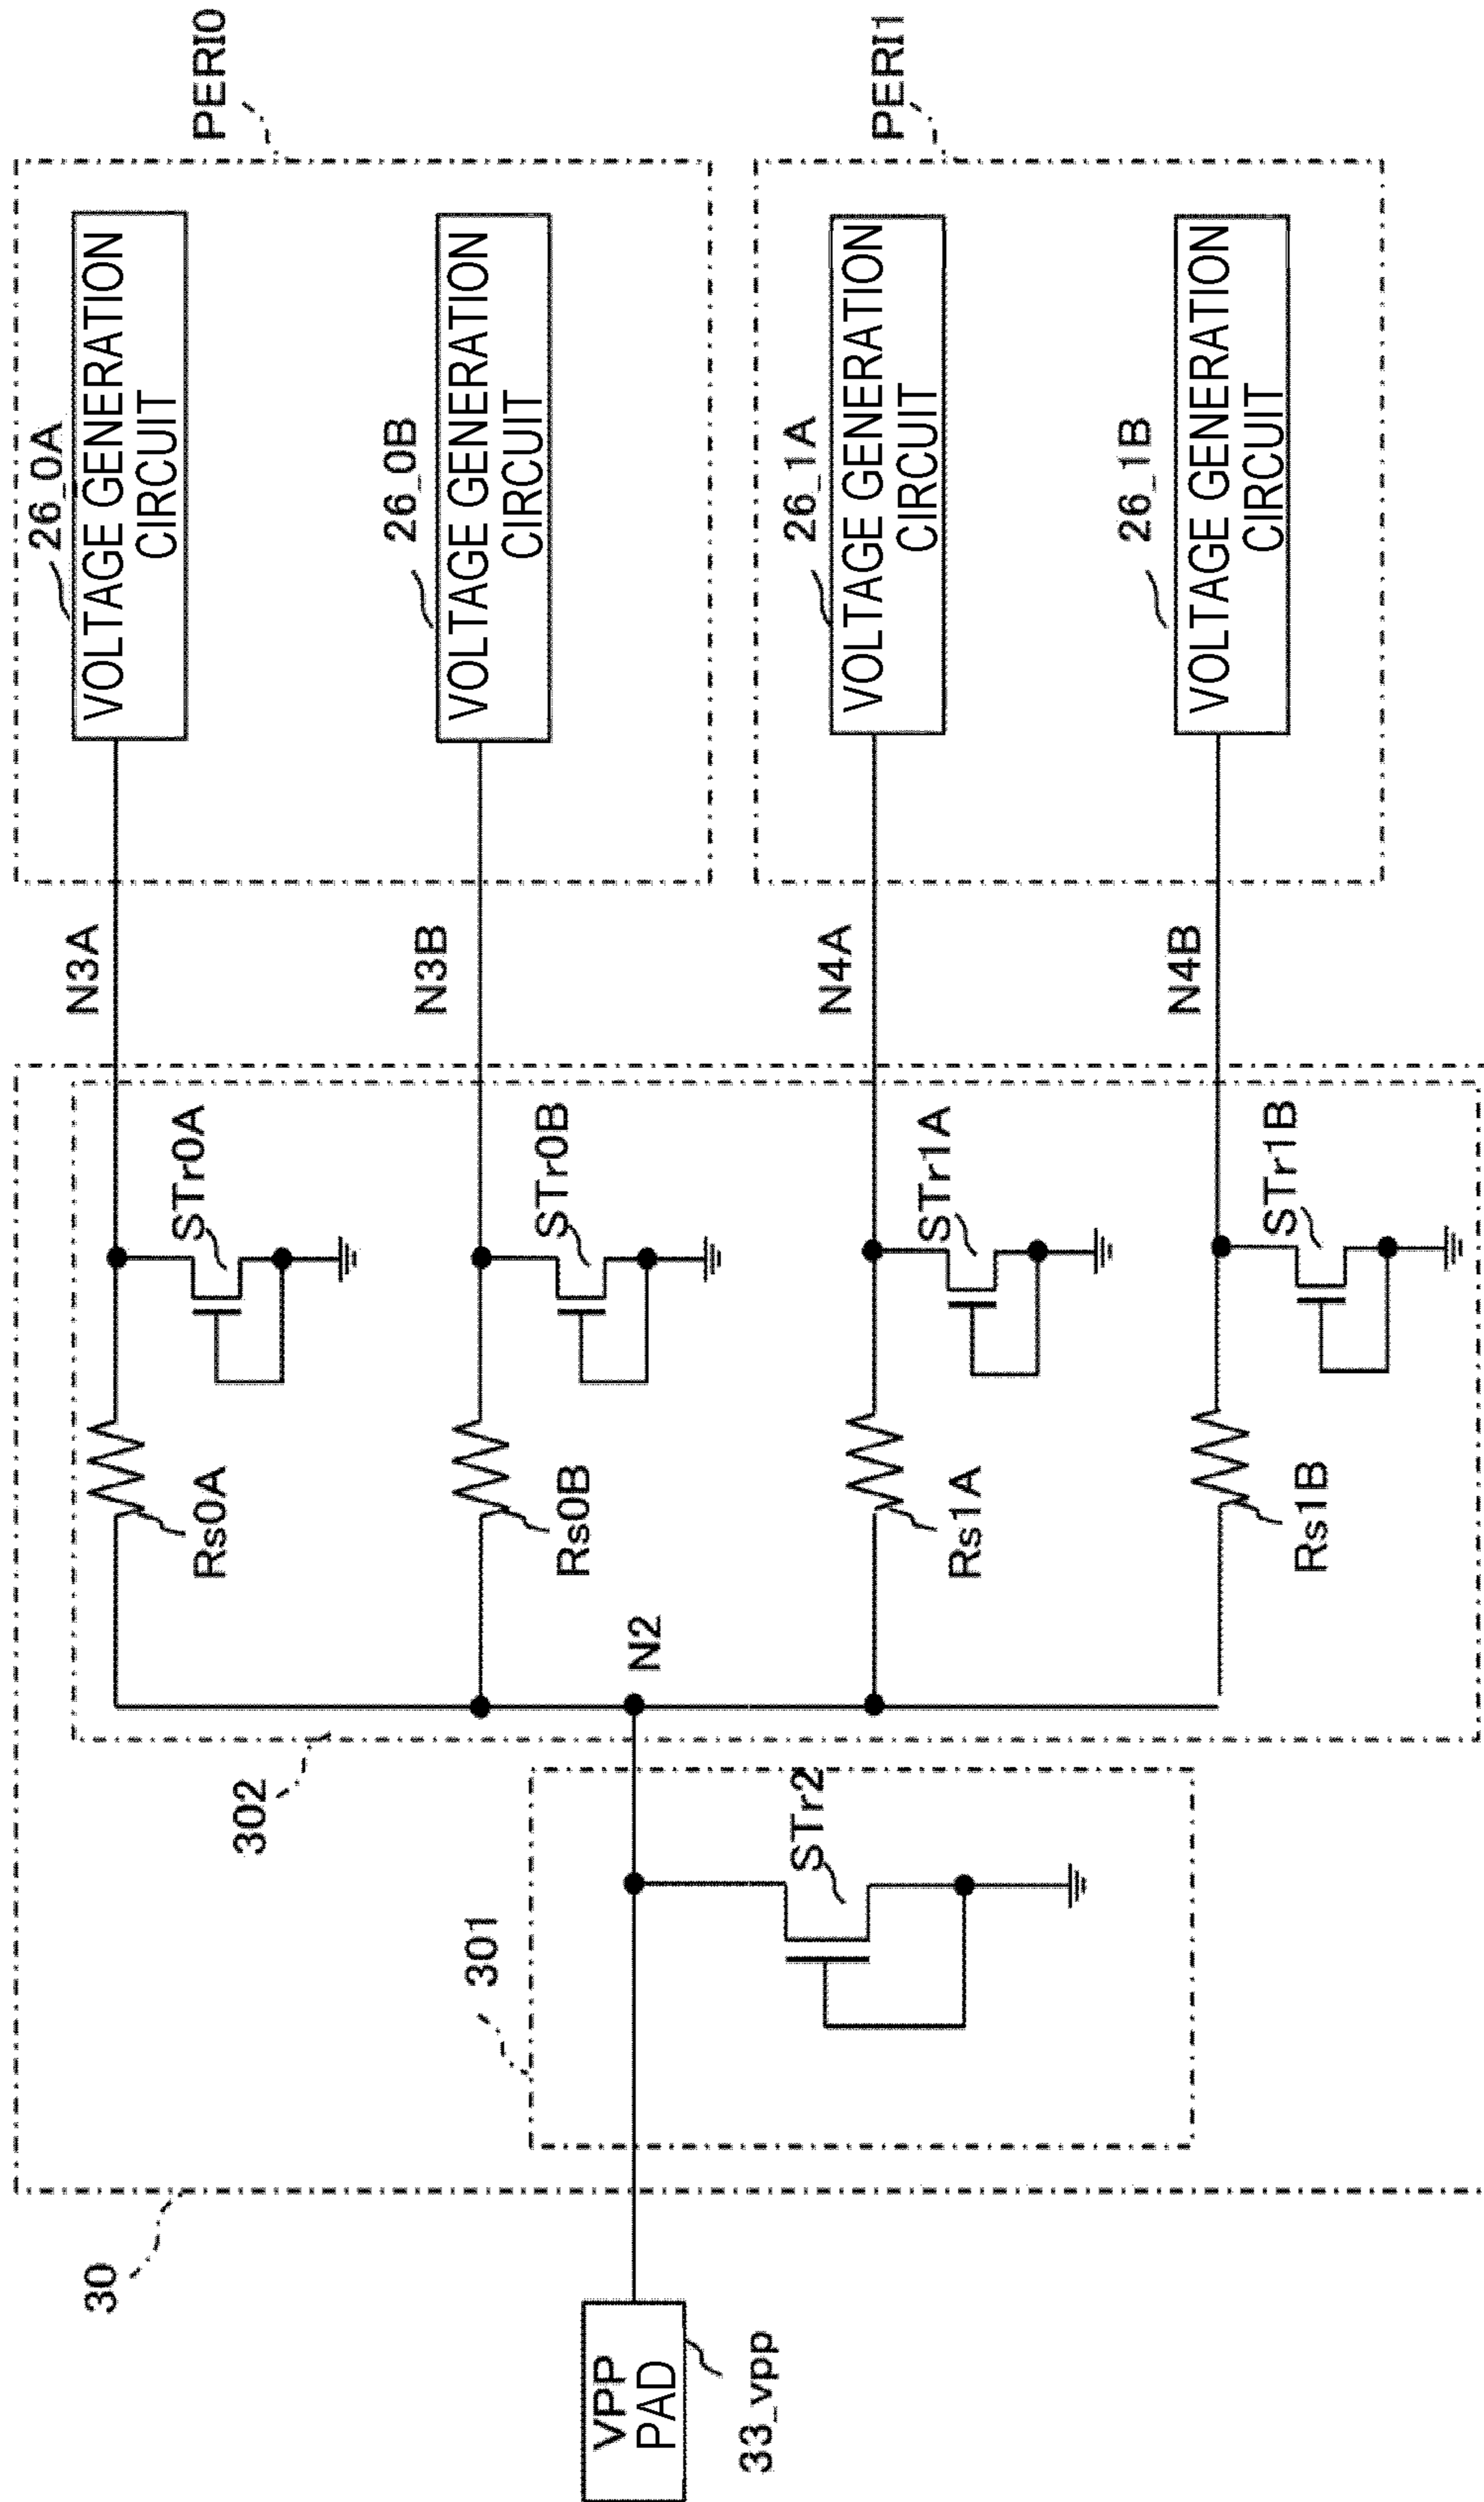 PERI0
26_0A
VOLTAGE GENERATION
CIRCUIT
N3A
STr0A
Rs0A
26_0B
VOLTAGE GENERATION
CIRCUIT
N3B
STr0B
Rs0B
PERI1
26_1A
VOLTAGE GENERATION
CIRCUIT
N4A
STr1A
Rs1A
26_1B
VOLTAGE GENERATION
CIRCUIT
N4B
STr1B
Rs1B
N2
302
STr2
301
30
VPP
PAD
33_vpp